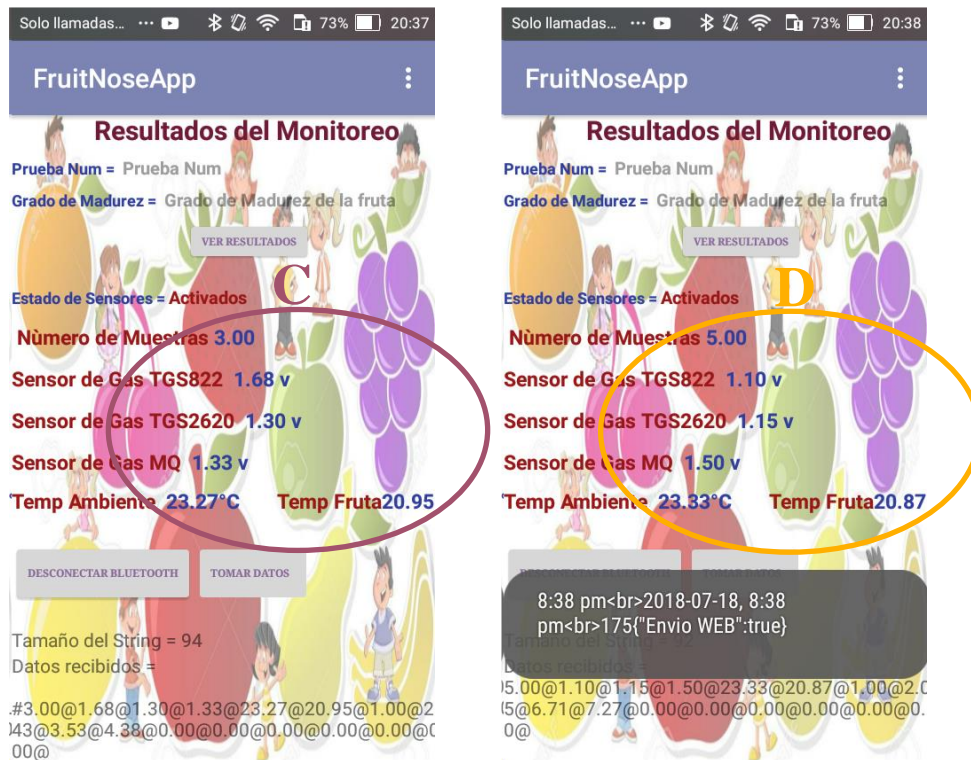 Solo llamadas... ... 73% 20:37
FruitNoseApp
Resultados del Monitoreo
Prueba Num = Prueba Num
Grado de Madurez = Grado de Madurez de la fruta
VER RESULTADOS
C
Estado de Sensores = Activados
Nùmero de Muestras 3.00
Sensor de Gas TGS822 1.68 v
Sensor de Gas TGS2620 1.30 v
Sensor de Gas MQ 1.33 v
Temp Ambiente 23.27°C Temp Fruta20.95
DESCONECTAR BLUETOOTH TOMAR DATOS
Tamaño del String = 94
Datos recibidos =
.#3.00@1.68@1.30@1.33@23.27@20.95@1.00@2
43@3.53@4.38@0.00@0.00@0.00@0.00@0.00@0
00@
Solo llamadas... ... 73% 20:38
FruitNoseApp
Resultados del Monitoreo
Prueba Num = Prueba Num
Grado de Madurez = Grado de Madurez de la fruta
VER RESULTADOS
D
Estado de Sensores = Activados
Nùmero de Muestras 5.00
Sensor de Gas TGS822 1.10 v
Sensor de Gas TGS2620 1.15 v
Sensor de Gas MQ 1.50 v
Temp Ambiente 23.33°C Temp Fruta20.87
DESCONECTAR BLUETOOTH TOMAR DATOS
8:38 pm<br>2018-07-18, 8:38
pm<br>175{"Envio WEB":true}
Tamaño del String = 92
Datos recibidos =
5.00@1.10@1.15@1.50@23.33@20.87@1.00@2.0
5@6.71@7.27@0.00@0.00@0.00@0.00@0.00@0.
0@